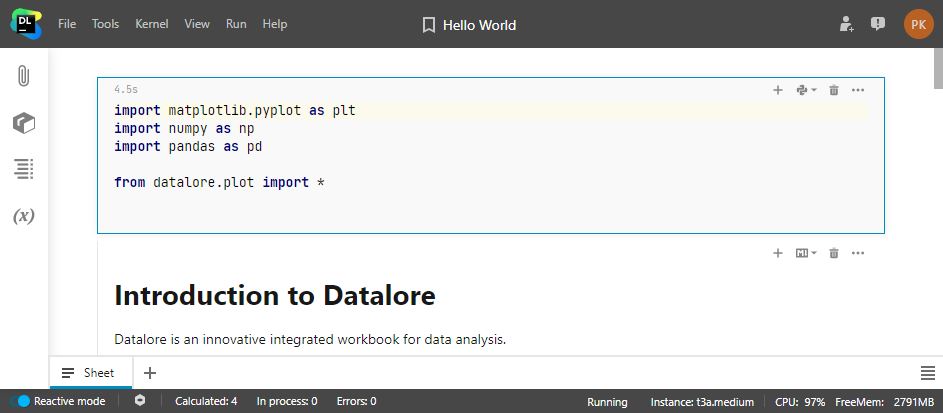 DL
File Tools Kernel View Run Help Hello World PK
4.5s
import matplotlib.pyplot as plt
import numpy as np
import pandas as pd
from datalore.plot import *
(x)
Introduction to Datalore
Datalore is an innovative integrated workbook for data analysis.
Sheet
Reactive mode Calculated: 4 In process: 0 Errors: 0 Running Instance: t3a.medium CPU: 97% FreeMem: 2791MB